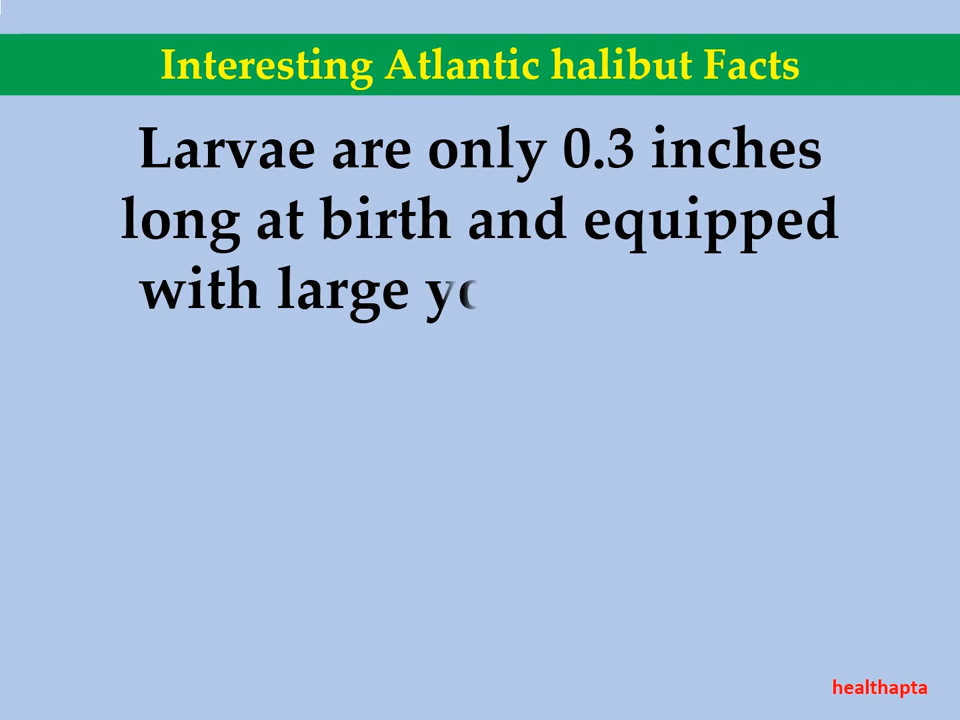 Interesting Atlantic halibut Facts
Larvae are only 0.3 inches
long at birth and equipped
with large
healthapta